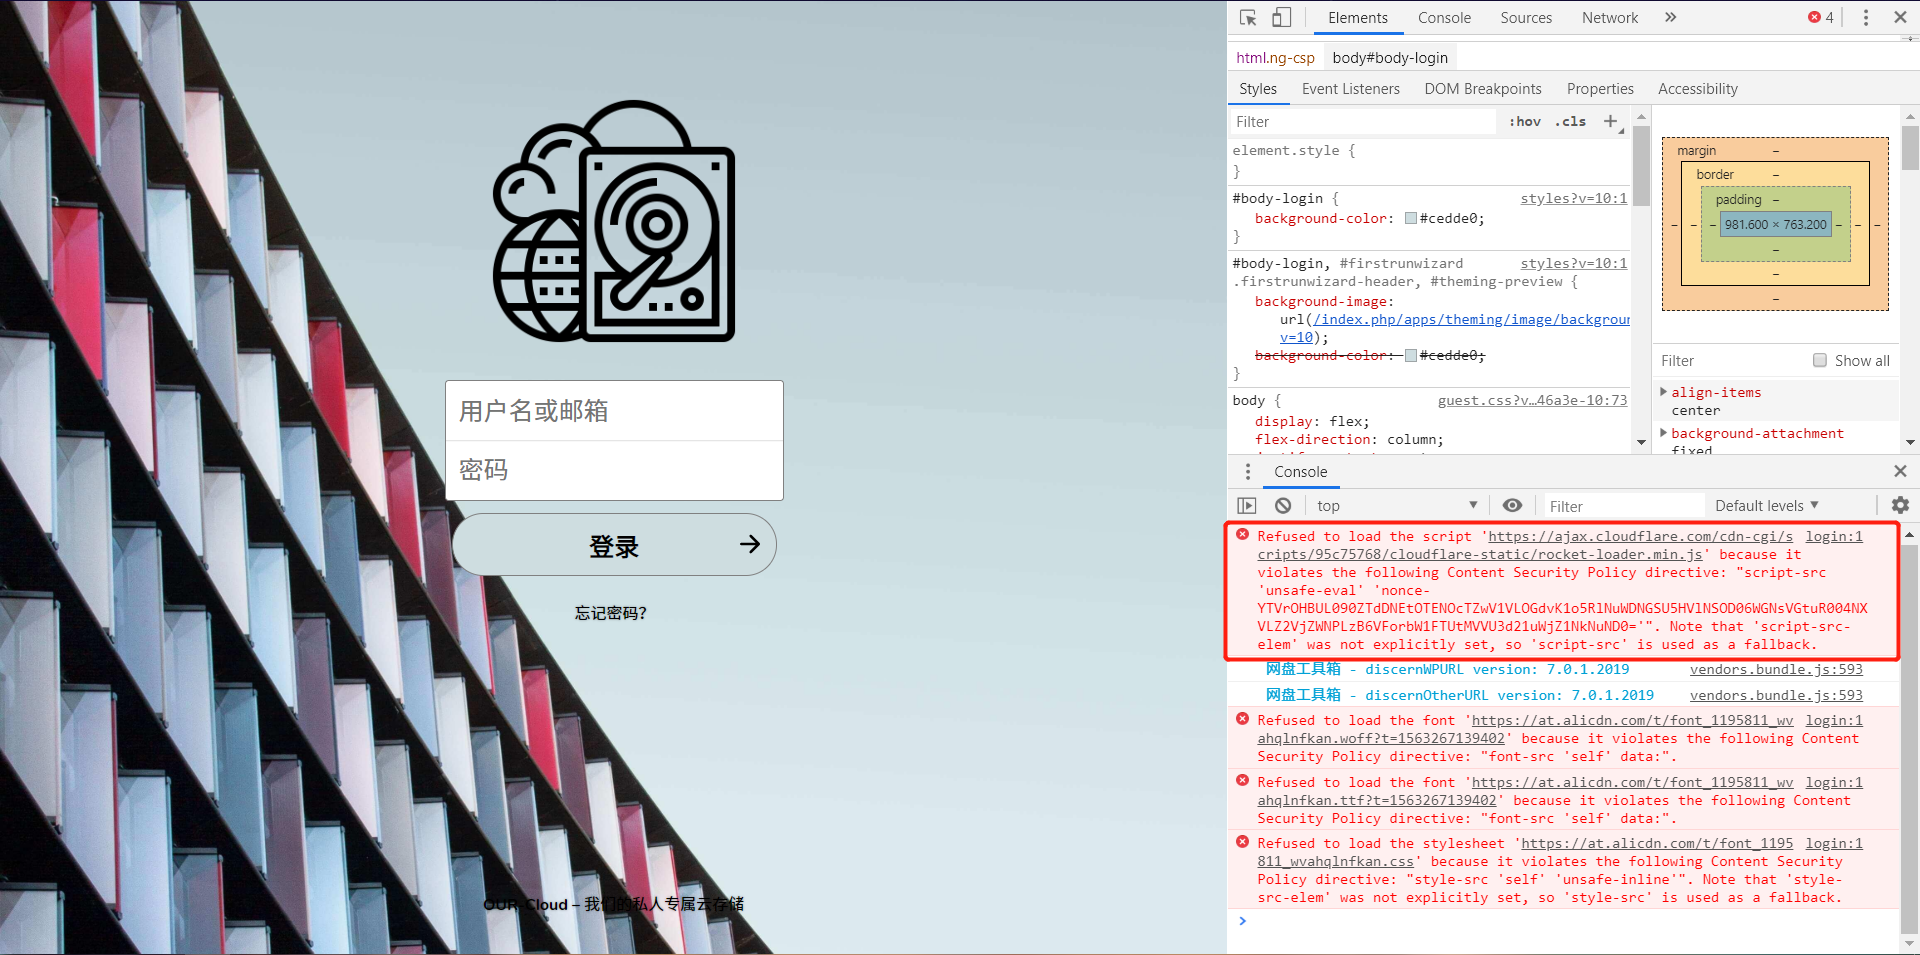 用户名或邮箱
密码
登录
忘记密码？
OUR-Cloud – 我们的私人专属云存储
Elements Console Sources Network » 4
html.ng-csp body#body-login
Styles Event Listeners DOM Breakpoints Properties Accessibility
Filter :hov .cls +
element.style {
}
#body-login { styles?v=10:1
background-color: #cedde0;
}
#body-login, #firstrunwizard styles?v=10:1
.firstrunwizard-header, #theming-preview {
background-image:
url(/index.php/apps/theming/image/backgroun
v=10);
background-color: #cedde0;
}
body { guest.css?v…46a3e-10:73
display: flex;
flex-direction: column;
margin –
border –
padding –
– – – 981.600 × 763.200 – – –
–
–
–
Filter Show all
align-items
center
background-attachment
fixed
Console
top Filter Default levels
Refused to load the script 'https://ajax.cloudflare.com/cdn-cgi/s login:1
cripts/95c75768/cloudflare-static/rocket-loader.min.js' because it
violates the following Content Security Policy directive: "script-src
'unsafe-eval' 'nonce-
YTVrOHBUL090ZTdDNEtOTENOcTZwV1VLOGdvK1o5RlNuWDNGSU5HVlNSOD06WGNsVGtuR004NX
VLZ2VjZWNPLzB6VForbW1FTUtMVVU3d21uWjZ1NkNuND0='". Note that 'script-src-
elem' was not explicitly set, so 'script-src' is used as a fallback.
网盘工具箱 - discernWPURL version: 7.0.1.2019 vendors.bundle.js:593
网盘工具箱 - discernOtherURL version: 7.0.1.2019 vendors.bundle.js:593
Refused to load the font 'https://at.alicdn.com/t/font_1195811_wv login:1
ahqlnfkan.woff?t=1563267139402' because it violates the following Content
Security Policy directive: "font-src 'self' data:".
Refused to load the font 'https://at.alicdn.com/t/font_1195811_wv login:1
ahqlnfkan.ttf?t=1563267139402' because it violates the following Content
Security Policy directive: "font-src 'self' data:".
Refused to load the stylesheet 'https://at.alicdn.com/t/font_1195 login:1
811_wvahqlnfkan.css' because it violates the following Content Security
Policy directive: "style-src 'self' 'unsafe-inline'". Note that 'style-
src-elem' was not explicitly set, so 'style-src' is used as a fallback.